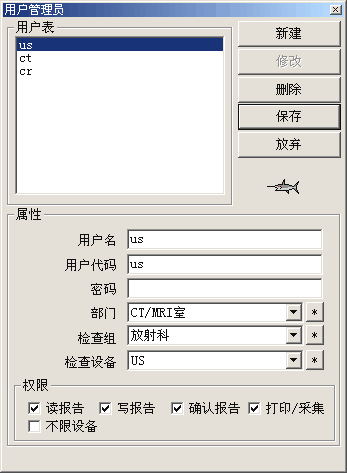 用户管理员
用户表
us
ct
cr
新建
修改
删除
保存
放弃
属性
用户名 us
用户代码 us
密码
部门 CT/MRI室 *
检查组 放射科 *
检查设备 US *
权限
读报告 写报告 确认报告 打印/采集
不限设备